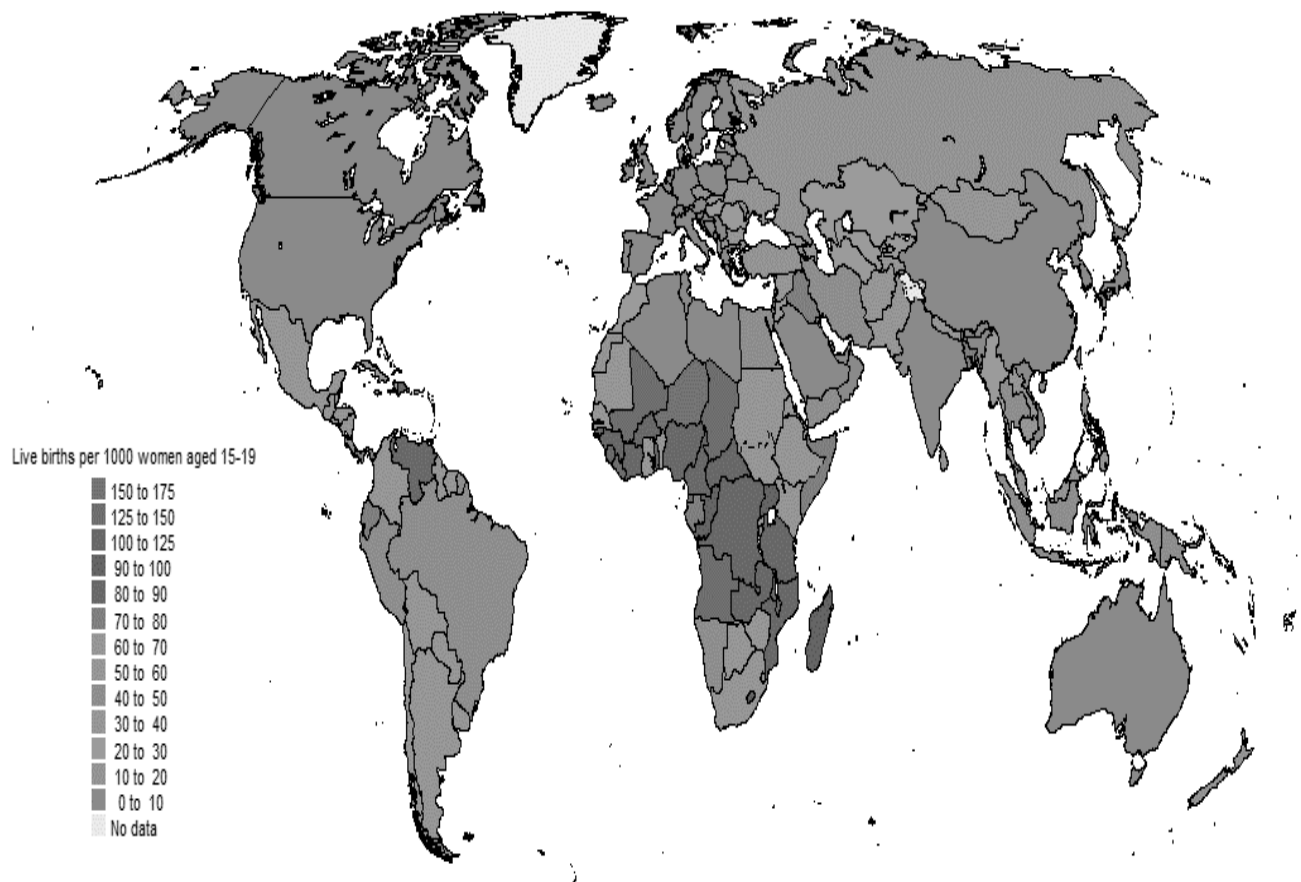 Live births per 1000 women aged 15-19
150 to 175
125 to 150
100 to 125
90 to 100
80 to 90
70 to 80
60 to 70
50 to 60
40 to 50
30 to 40
20 to 30
10 to 20
0 to 10
No data